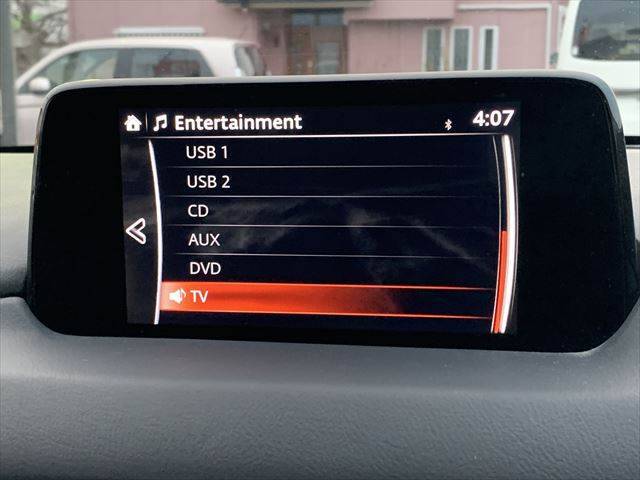 Entertainment 4:07
USB 1
USB 2
CD
AUX
DVD
TV